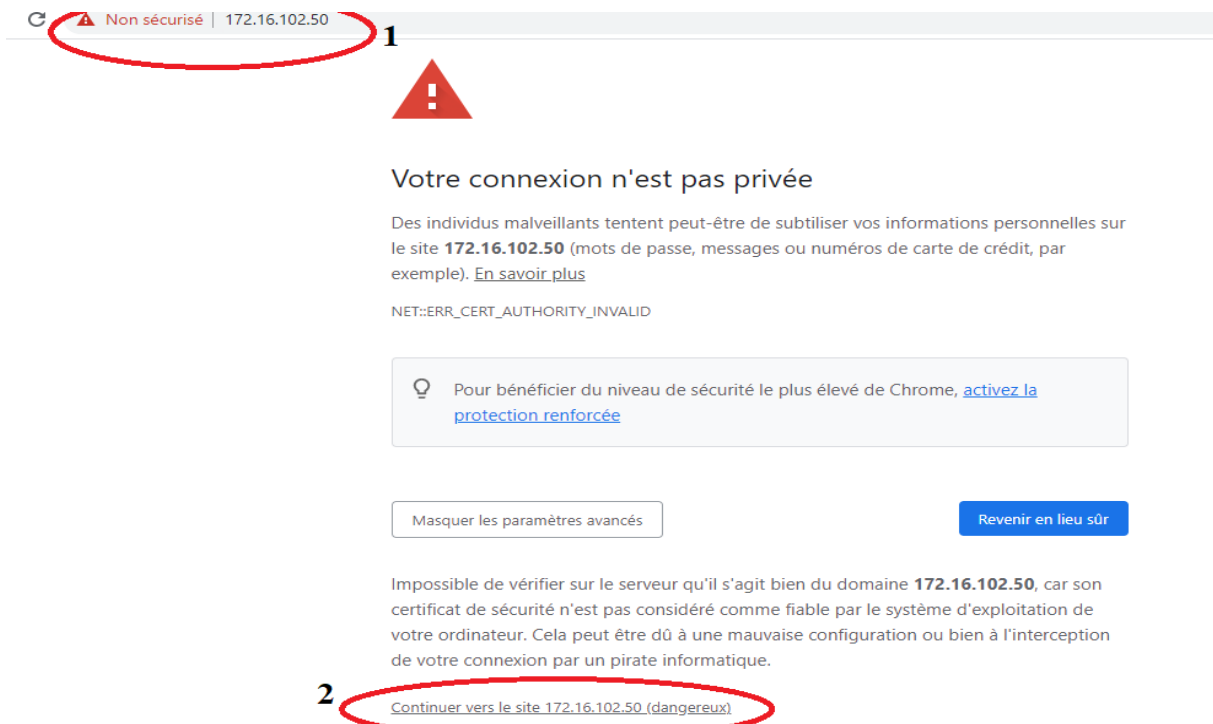 Non sécurisé | 172.16.102.50
1
Votre connexion n'est pas privée
Des individus malveillants tentent peut-être de subtiliser vos informations personnelles sur
le site 172.16.102.50 (mots de passe, messages ou numéros de carte de crédit, par
exemple). En savoir plus
NET::ERR_CERT_AUTHORITY_INVALID
Pour bénéficier du niveau de sécurité le plus élevé de Chrome, activez la
protection renforcée
Masquer les paramètres avancés
Revenir en lieu sûr
Impossible de vérifier sur le serveur qu'il s'agit bien du domaine 172.16.102.50, car son
certificat de sécurité n'est pas considéré comme fiable par le système d'exploitation de
votre ordinateur. Cela peut être dû à une mauvaise configuration ou bien à l'interception
de votre connexion par un pirate informatique.
2
Continuer vers le site 172.16.102.50 (dangereux)